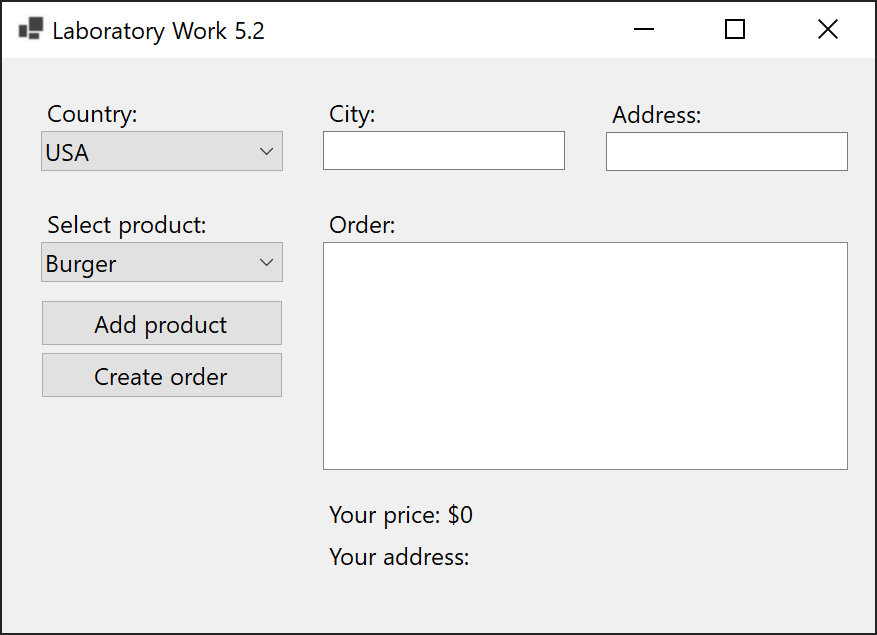 Laboratory Work 5.2
Country:
City:
Address:
USA
Select product:
Order:
Burger
Add product
Create order
Your price: $0
Your address: